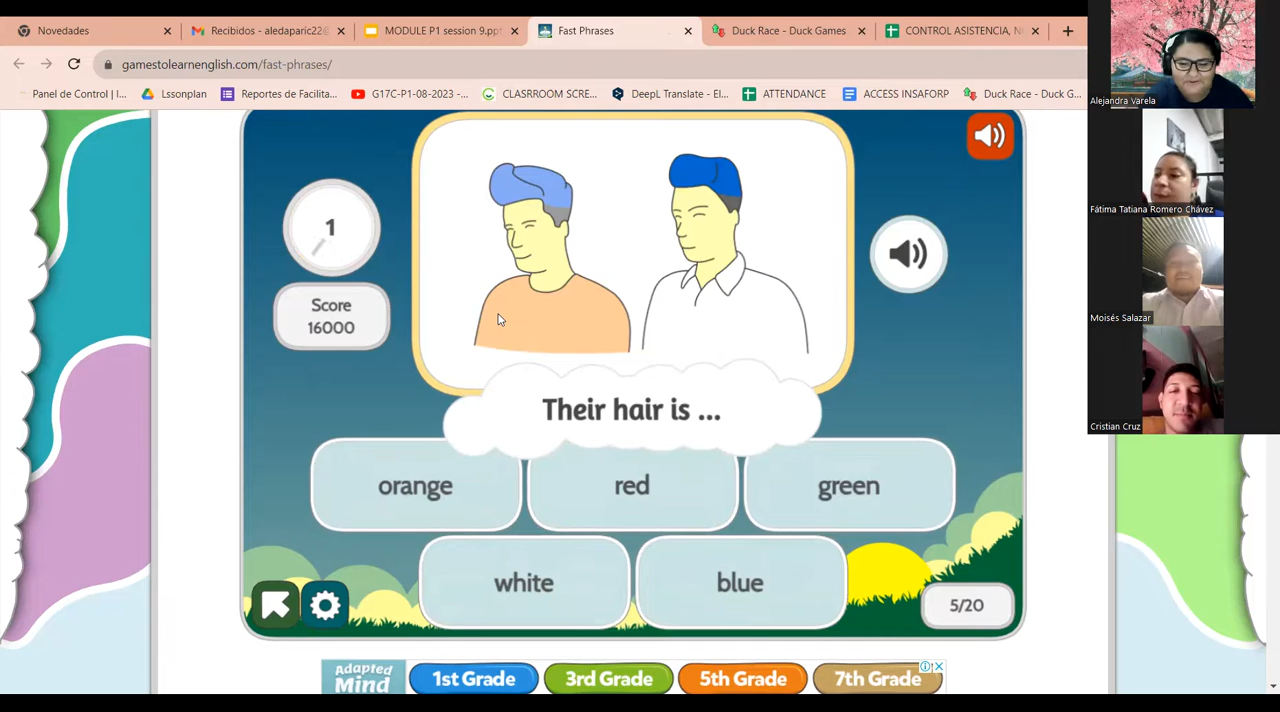 Novedades
Recibidos - aledaparic22@
MODULE P1 session 9.ppt
Fast Phrases
Duck Race - Duck Games
CONTROL ASISTENCIA, N
gamestolearnenglish.com/fast-phrases/
Panel de Control | I...
Lssonplan
Reportes de Facilita...
G17C-P1-08-2023 -...
CLASSROOM SCRE...
DeepL Translate - El...
ATTENDANCE
ACCESS INSAFORP
Duck Race - Duck G...
Alejandra Varela
Fátima Tatiana Romero Chávez
Moisés Salazar
Cristian Cruz
1
Score
16000
Their hair is ...
orange
red
green
white
blue
5/20
ADAPTED
MIND
1st Grade
3rd Grade
5th Grade
7th Grade